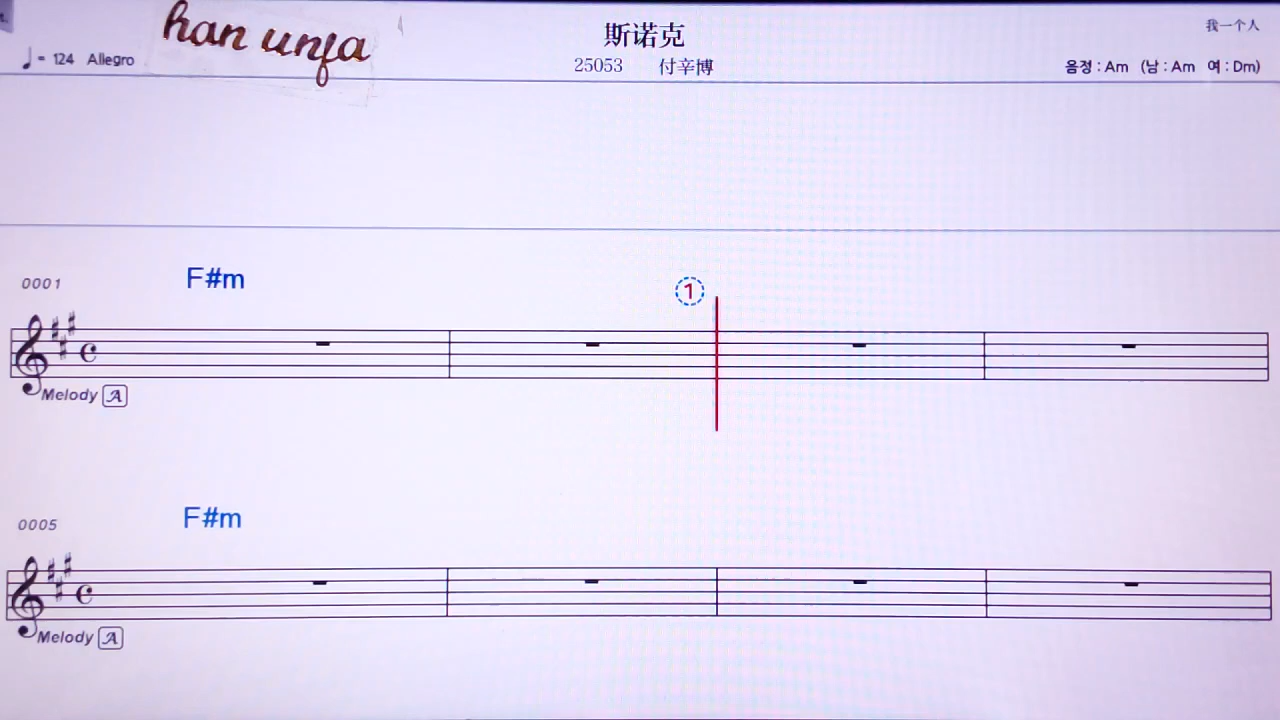 han unfa
斯诺克
我一个人
♩= 124 Allegro
25053 付辛博
음정 : Am (남 : Am 여 : Dm)
0001 F#m
1
Melody A
0005 F#m
Melody A